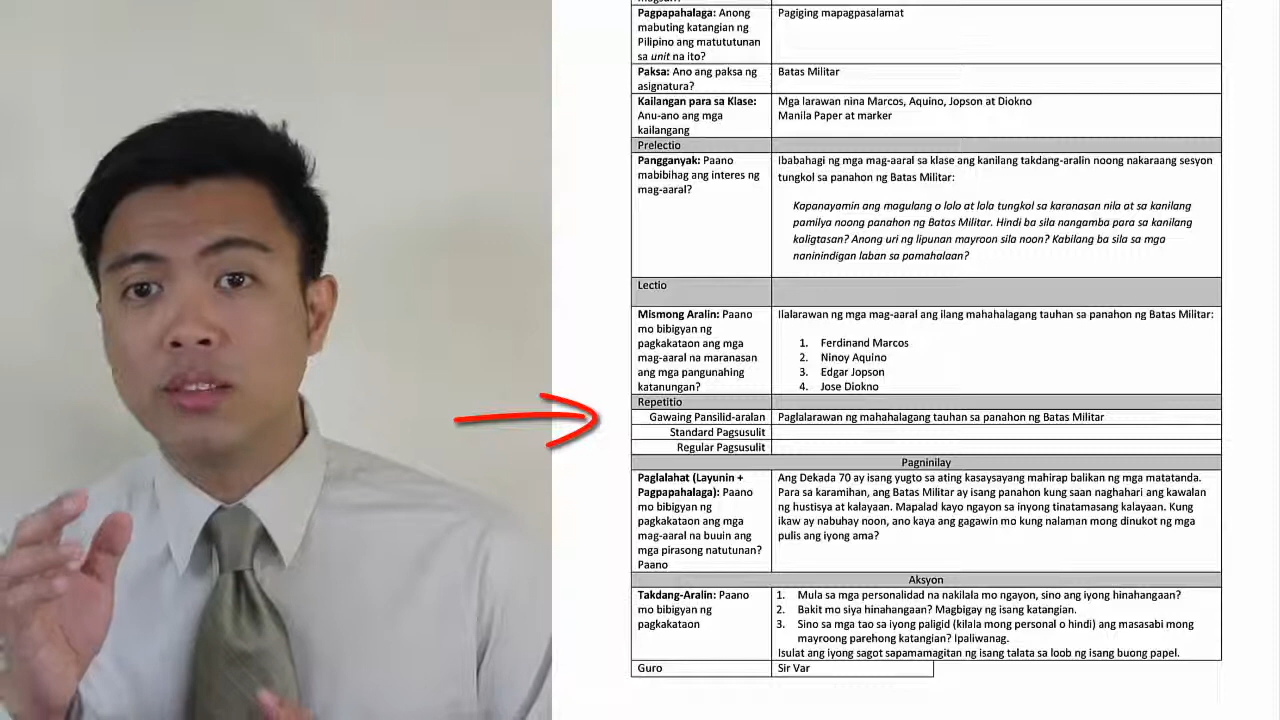 Pagpapahalaga: Anong
mabuting katangian ng
Pilipino ang matututunan
sa unit na ito?
Pagiging mapagpasalamat
Paksa: Ano ang paksa ng
asignatura?
Batas Militar
Kailangan para sa Klase:
Anu-ano ang mga
kailangang
Mga larawan nina Marcos, Aquino, Jopson at Diokno
Manila Paper at marker
Prelectio
Pangganyak: Paano
mabibihag ang interes ng
mag-aaral?
Ibabahagi ng mga mag-aaral sa klase ang kanilang takdang-aralin noong nakaraang sesyon
tungkol sa panahon ng Batas Militar:
Kapanayamin ang magulang o lolo at lola tungkol sa karanasan nila at sa kanilang
pamilya noong panahon ng Batas Militar. Hindi ba sila nangamba para sa kanilang
kaligtasan? Anong uri ng lipunan mayroon sila noon? Kabilang ba sila sa mga
naninindigan laban sa pamahalaan?
Lectio
Mismong Aralin: Paano
mo bibigyan ng
pagkakataon ang mga
mag-aaral na maranasan
ang mga pangunahing
katanungan?
Ilalarawan ng mga mag-aaral ang ilang mahahalagang tauhan sa panahon ng Batas Militar:
1. Ferdinand Marcos
2. Ninoy Aquino
3. Edgar Jopson
4. Jose Diokno
Repetitio
Gawaing Pansilid-aralan
Paglalarawan ng mahahalagang tauhan sa panahon ng Batas Militar
Standard Pagsusulit
Regular Pagsusulit
Pagninilay
Paglalahat (Layunin +
Pagpapahalaga): Paano
mo bibigyan ng
pagkakataon ang mga
mag-aaral na buuin ang
mga pirasong natutunan?
Paano
Ang Dekada 70 ay isang yugto sa ating kasaysayang mahirap balikan ng mga matatanda.
Para sa karamihan, ang Batas Militar ay isang panahon kung saan naghahari ang kawalan
ng hustisya at kalayaan. Mapalad kayo ngayon sa inyong tinatamasang kalayaan. Kung
ikaw ay nabuhay noon, ano kaya ang gagawin mo kung nalaman mong dinukot ng mga
pulis ang iyong ama?
Aksyon
Takdang-Aralin: Paano
mo bibigyan ng
pagkakataon
1. Mula sa mga personalidad na nakilala mo ngayon, sino ang iyong hinahangaan?
2. Bakit mo siya hinahangaan? Magbigay ng isang katangian.
3. Sino sa mga tao sa iyong paligid (kilala mong personal o hindi) ang masasabi mong
mayroong parehong katangian? Ipaliwanag.
Isulat ang iyong sagot sapamamagitan ng isang talata sa loob ng isang buong papel.
Guro
Sir Var